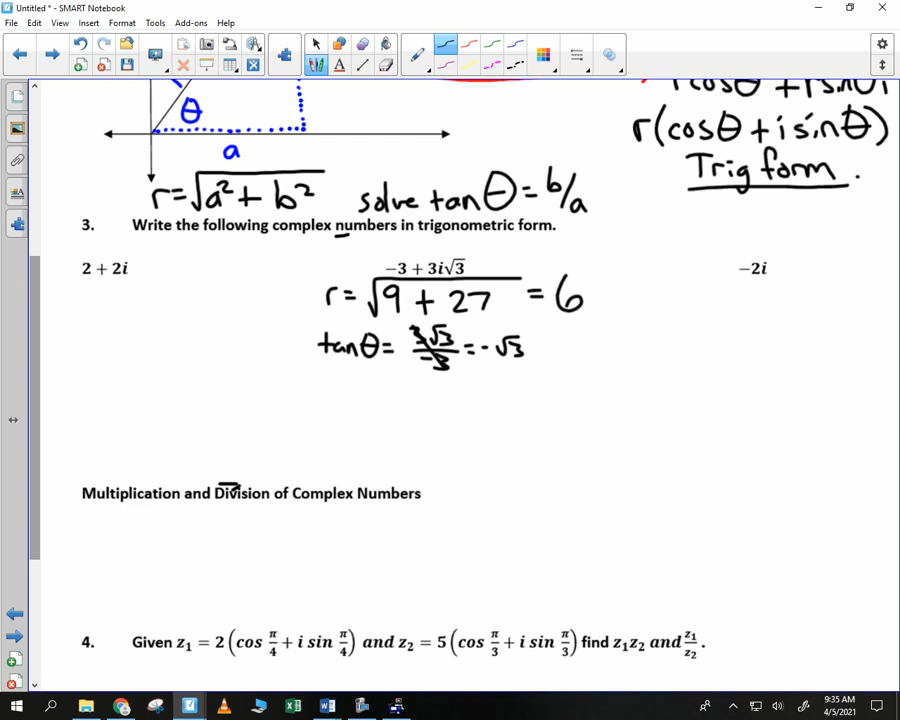 Untitled * - SMART Notebook
File Edit View Insert Format Tools Add-ons Help
θ
a
r(cosθ + i sinθ)
Trig form.
r = √a² + b² solve tan θ = b/a
3. Write the following complex numbers in trigonometric form.
2 + 2i −3 + 3i√3 −2i
r = √9 + 27 = 6
tanθ = 3√3/−3 = -√3
Multiplication and Division of Complex Numbers
4. Given z₁ = 2 (cos π/4 + i sin π/4) and z₂ = 5 (cos π/3 + i sin π/3) find z₁z₂ and z₁/z₂.
9:35 AM
4/5/2021